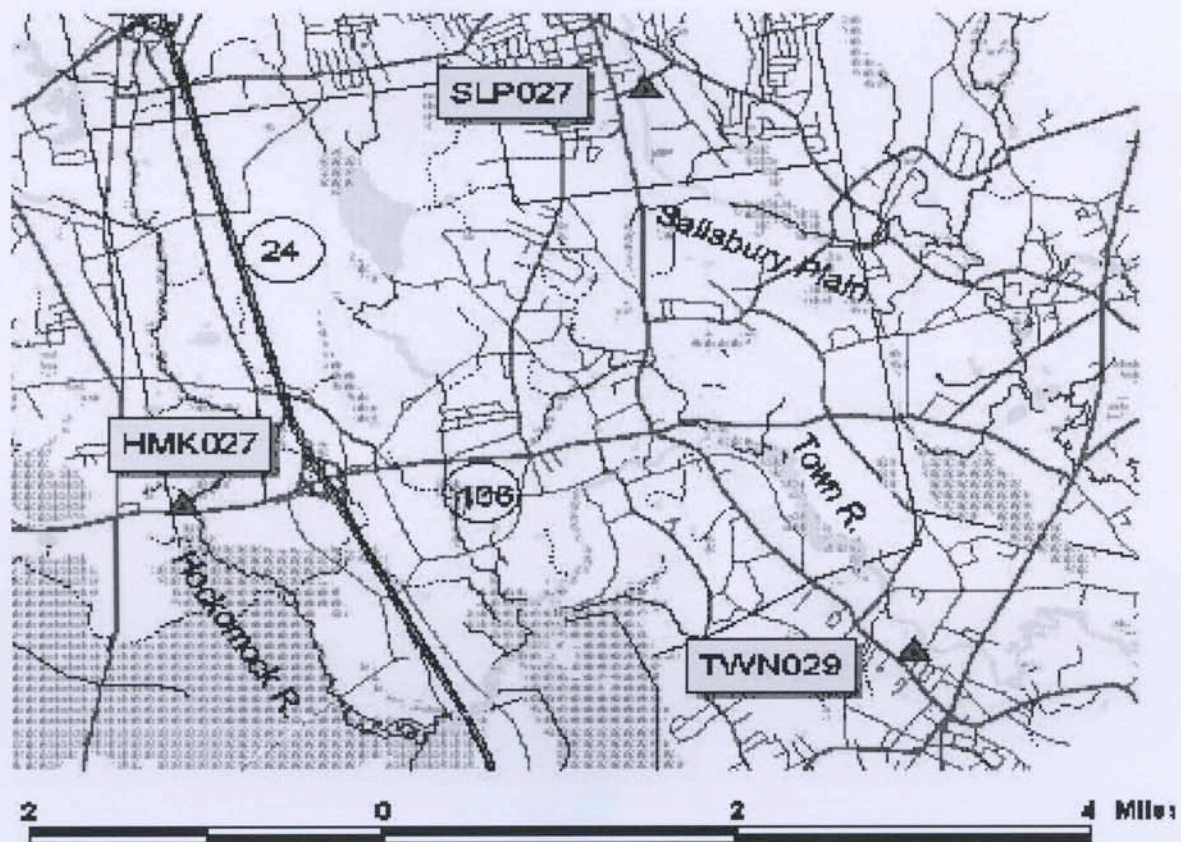 SLP027
24
Salisbury Plain
HMK027
106
Town R.
Hockomock R.
TWN029
2 0 2 4 Miles